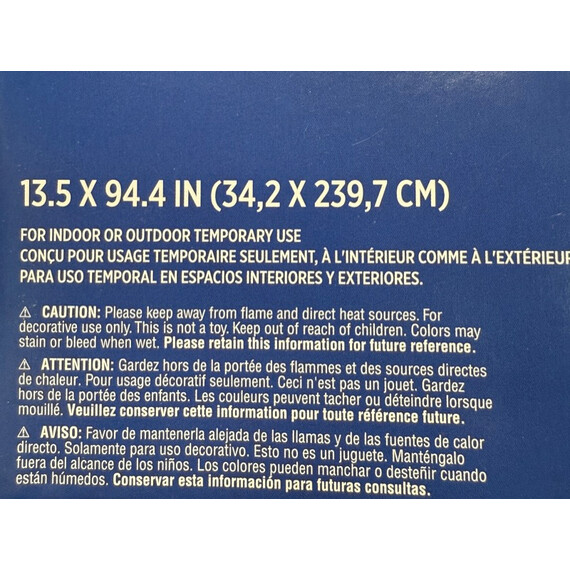 13.5 X 94.4 IN (34,2 X 239,7 CM)
FOR INDOOR OR OUTDOOR TEMPORARY USE
CONÇU POUR USAGE TEMPORAIRE SEULEMENT, À L'INTÉRIEUR COMME À L'EXTÉRIEUR
PARA USO TEMPORAL EN ESPACIOS INTERIORES Y EXTERIORES.
⚠ CAUTION: Please keep away from flame and direct heat sources. For
decorative use only. This is not a toy. Keep out of reach of children. Colors may
stain or bleed when wet. Please retain this information for future reference.
⚠ ATTENTION: Gardez hors de la portée des flammes et des sources directes
de chaleur. Pour usage décoratif seulement. Ceci n'est pas un jouet. Gardez
hors de la portée des enfants. Les couleurs peuvent tacher ou déteindre lorsque
mouillé. Veuillez conserver cette information pour toute référence future.
⚠ AVISO: Favor de mantenerla alejada de las llamas y de las fuentes de calor
directo. Solamente para uso decorativo. Esto no es un juguete. Manténgalo
fuera del alcance de los niños. Los colores pueden manchar o desteñir cuando
están húmedos. Conservar esta información para futuras consultas.